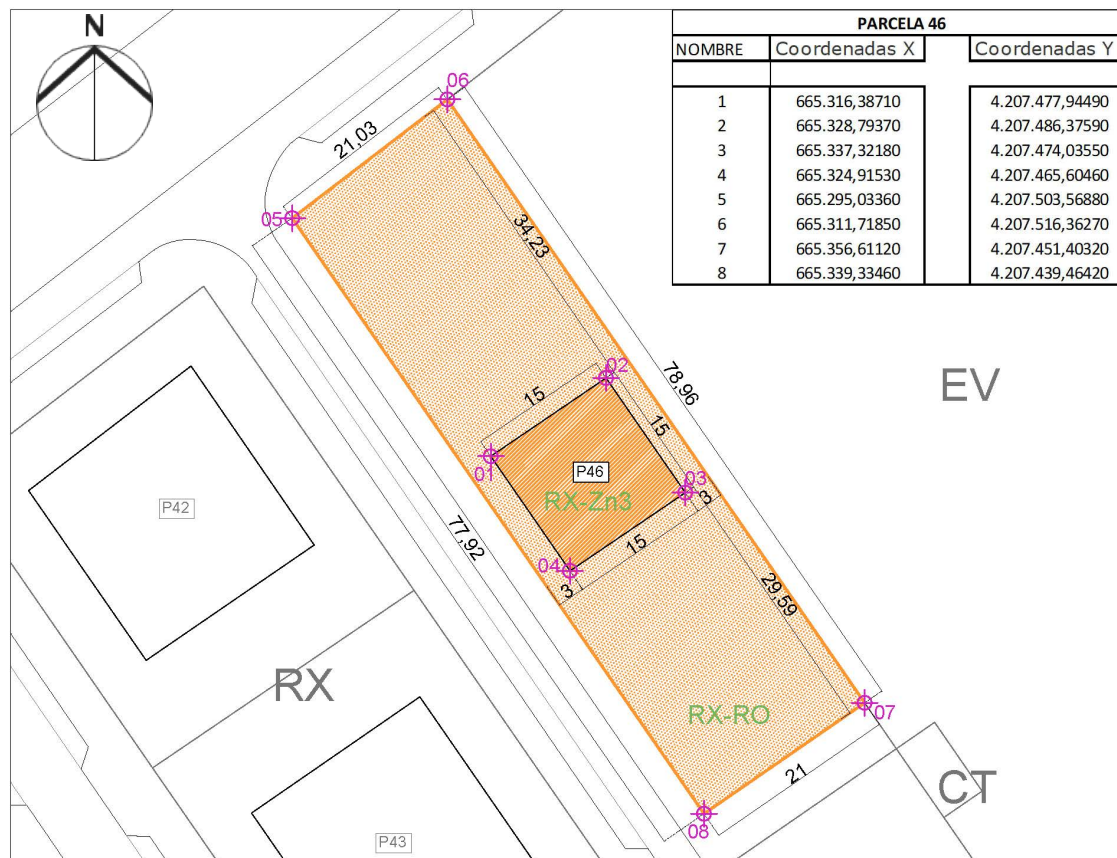 N
PARCELA 46
NOMBRE Coordenadas X Coordenadas Y
1 665.316,38710 4.207.477,94490
2 665.328,79370 4.207.486,37590
3 665.337,32180 4.207.474,03550
4 665.324,91530 4.207.465,60460
5 665.295,03360 4.207.503,56880
6 665.311,71850 4.207.516,36270
7 665.356,61120 4.207.451,40320
8 665.339,33460 4.207.439,46420
06
21,03
05
34,23
02
15
78,96
EV
15
01
P46
03
3
RX-Zn3
P42
77,92
15
04
3
29,59
RX
RX-RO
07
21
CT
08
P43